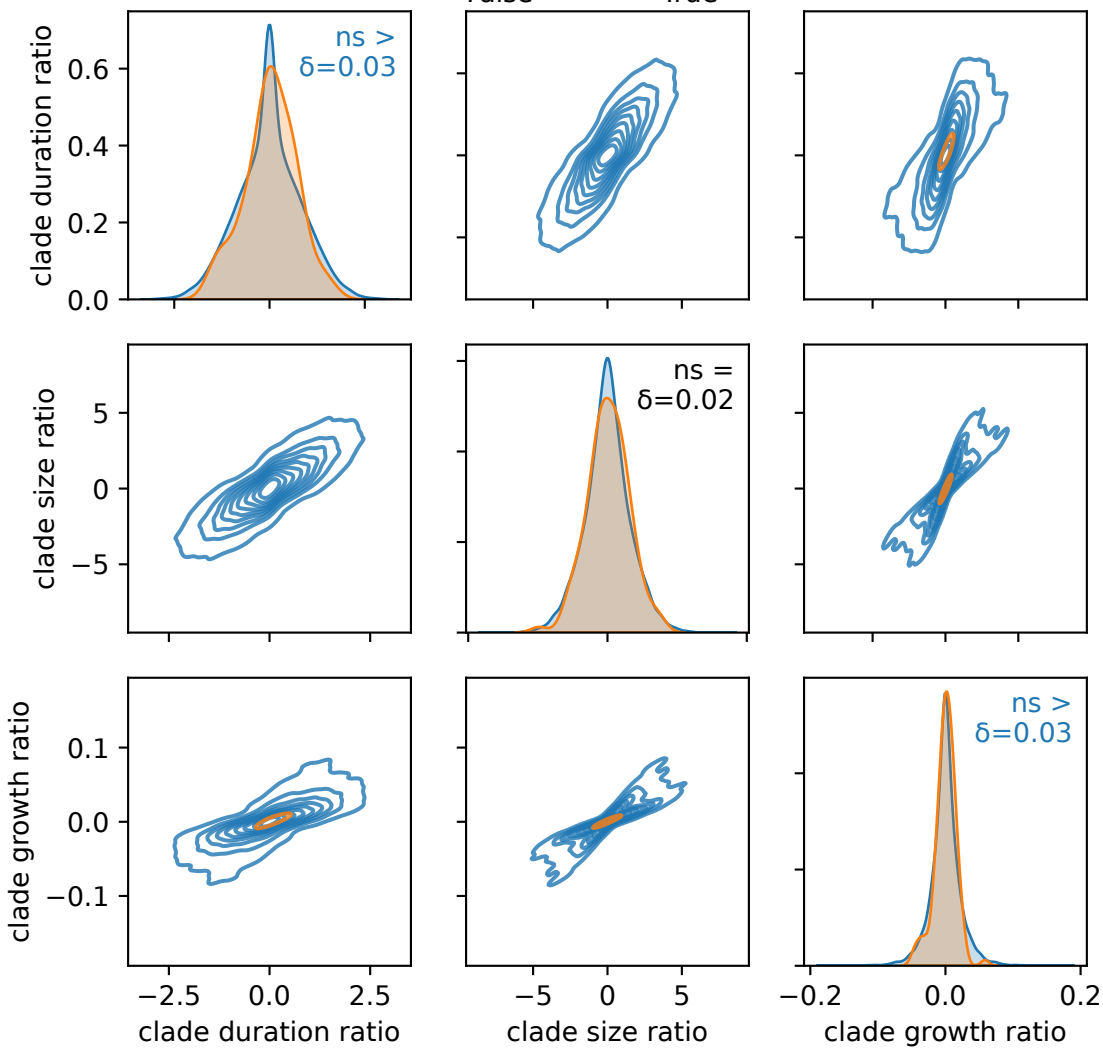 clade duration ratio
0.6
0.4
0.2
0.0
ns >
δ=0.03
clade size ratio
5
0
−5
ns =
δ=0.02
clade growth ratio
0.1
0.0
−0.1
ns >
δ=0.03
−2.5 0.0 2.5
−5 0 5
−0.2 0.0 0.2
clade duration ratio
clade size ratio
clade growth ratio